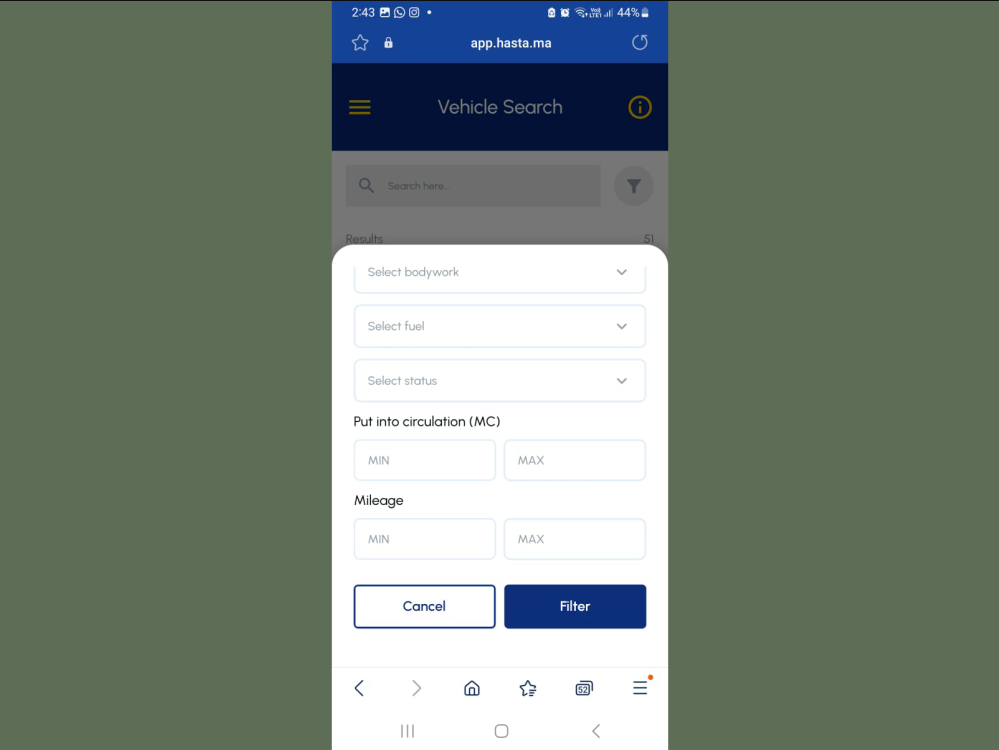 2:43
44%
app.hasta.ma
Vehicle Search
Search here..
Results 51
Select bodywork
Select fuel
Select status
Put into circulation (MC)
MIN MAX
Mileage
MIN MAX
Cancel Filter
52